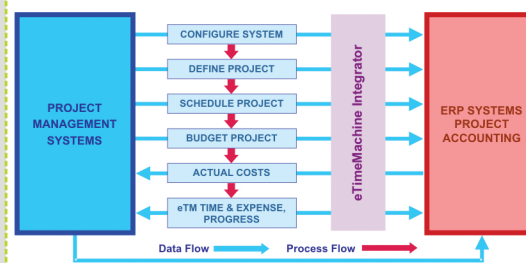 CONFIGURE SYSTEM
DEFINE PROJECT
SCHEDULE PROJECT
BUDGET PROJECT
ACTUAL COSTS
eTM TIME & EXPENSE,
PROGRESS
PROJECT
MANAGEMENT
SYSTEMS
eTimeMachine Integrator
ERP SYSTEMS
PROJECT
ACCOUNTING
Data Flow
Process Flow